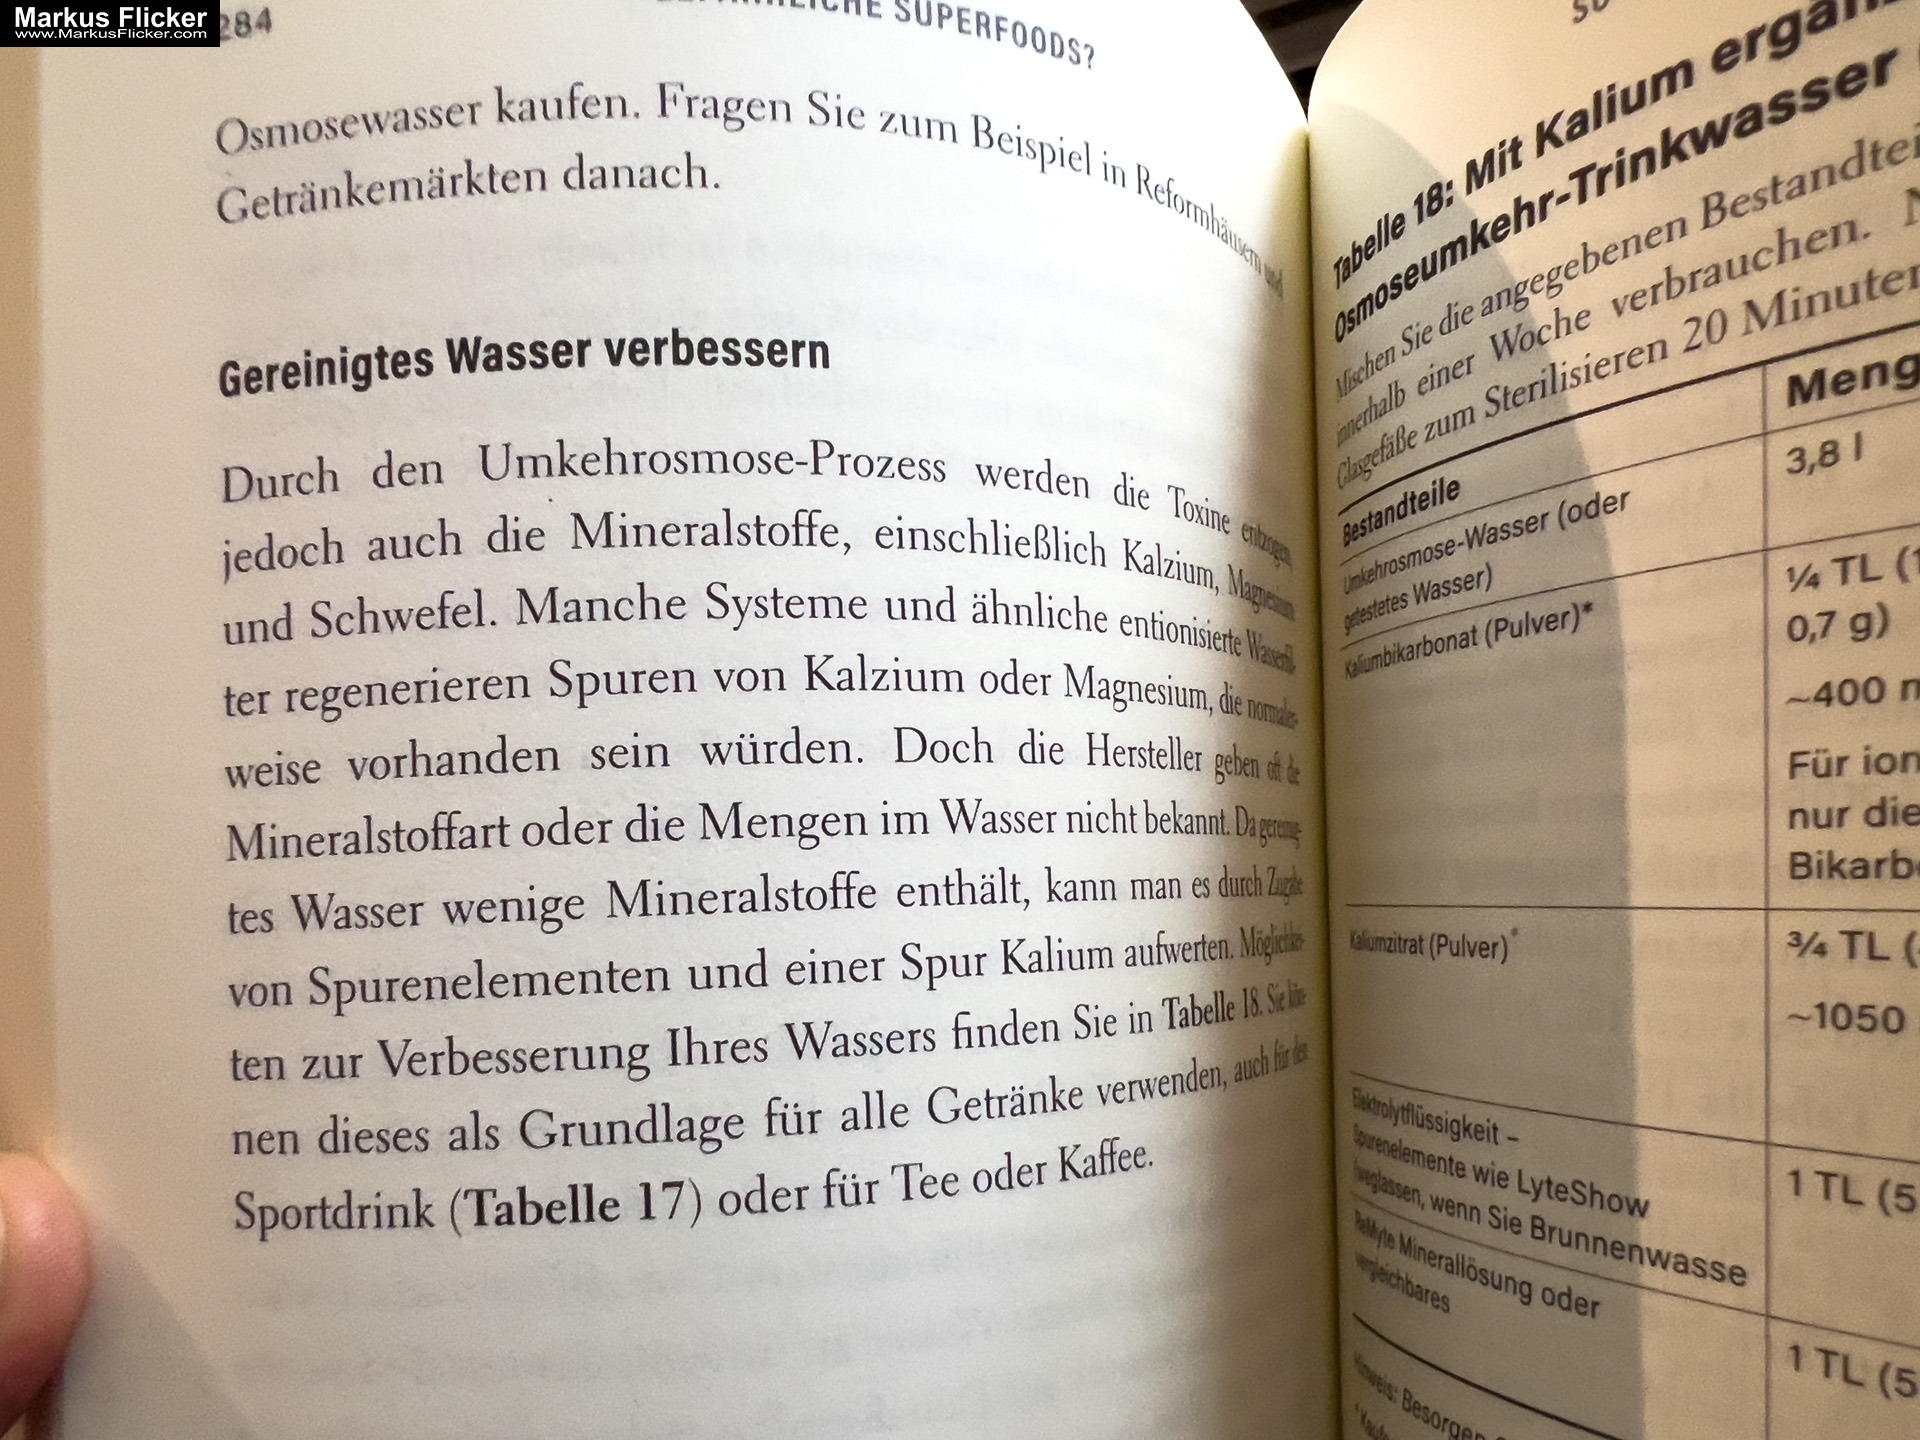 Markus Flicker
www.MarkusFlicker.com
284
SUPERFOODS?
Osmosewasser kaufen. Fragen Sie zum Beispiel in Reformhäusern und
Getränkemärkten danach.
Gereinigtes Wasser verbessern
Durch den Umkehrosmose-Prozess werden die Toxine entzogen,
jedoch auch die Mineralstoffe, einschließlich Kalzium, Magnesium
und Schwefel. Manche Systeme und ähnliche entionisierte Wasserfil-
ter regenerieren Spuren von Kalzium oder Magnesium, die normaler-
weise vorhanden sein würden. Doch die Hersteller geben oft die
Mineralstoffart oder die Mengen im Wasser nicht bekannt. Da gereinig-
tes Wasser wenige Mineralstoffe enthält, kann man es durch Zugabe
von Spurenelementen und einer Spur Kalium aufwerten. Möglichkei-
ten zur Verbesserung Ihres Wassers finden Sie in Tabelle 18. Sie kön-
nen dieses als Grundlage für alle Getränke verwenden, auch für den
Sportdrink (Tabelle 17) oder für Tee oder Kaffee.
Tabelle 18: Mit Kalium ergän
Osmoseumkehr-Trinkwasser
Mischen Sie die angegebenen Bestandtei
innerhalb einer Woche verbrauchen. N
Glasgefäße zum Sterilisieren 20 Minuten
Bestandteile
Meng
Umkehrosmose-Wasser (oder
getestetes Wasser)
3,8 l
Kaliumbikarbonat (Pulver)*
¼ TL (1
0,7 g)
~400 m
Für ion
nur die
Bikarbo
Kaliumzitrat (Pulver)*
¾ TL (
~1050
Elektrolytflüssigkeit –
Spurenelemente wie LyteShow
(weglassen, wenn Sie Brunnenwasse
1 TL (5
ReMyte Minerallösung oder
vergleichbares
1 TL (5
Hinweis: Besorgen